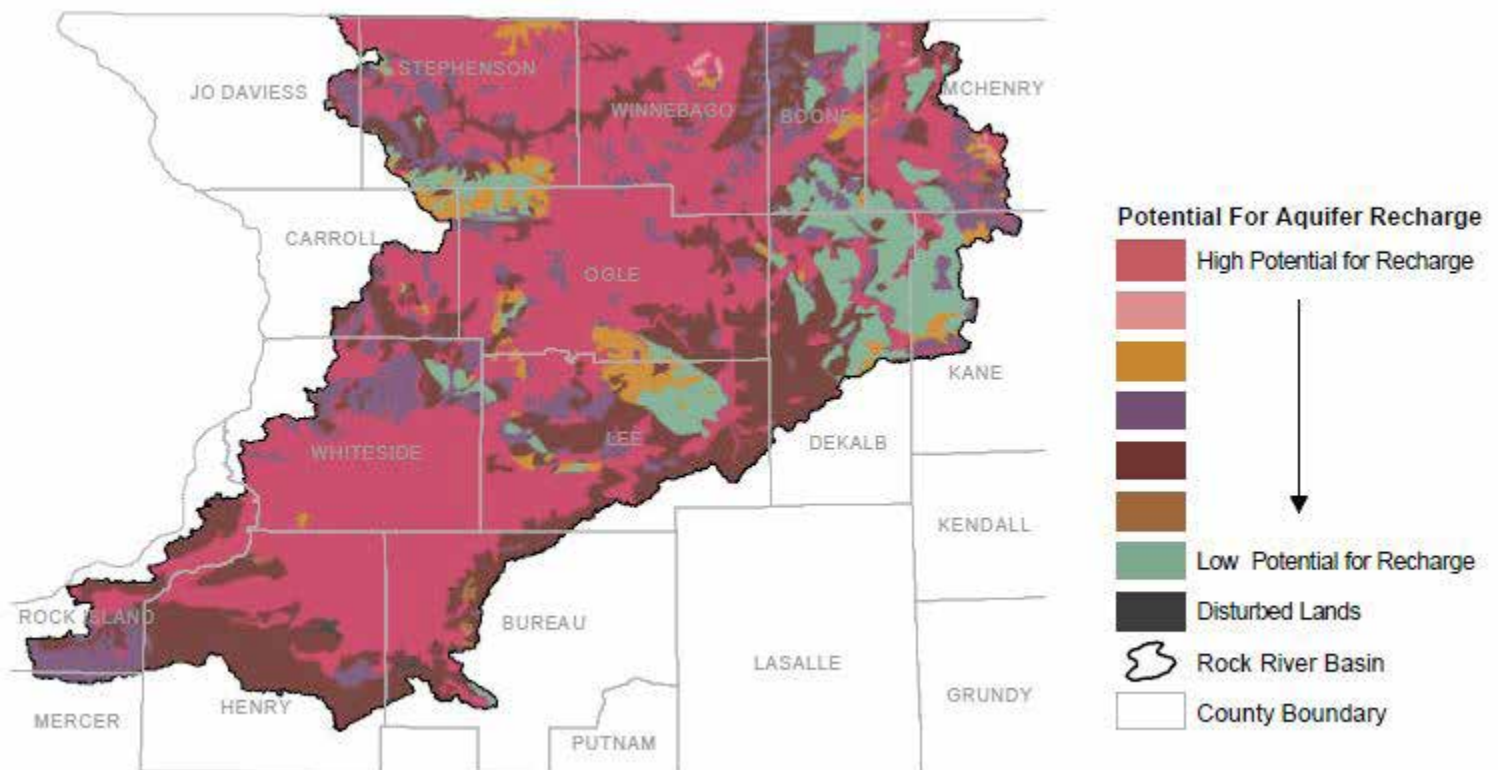 JO DAVIESS
STEPHENSON
WINNEBAGO
BOONE
MCHENRY
CARROLL
OGLE
KANE
WHITESIDE
LEE
DEKALB
KENDALL
ROCK ISLAND
BUREAU
LASALLE
GRUNDY
MERCER
HENRY
PUTNAM
Potential For Aquifer Recharge
High Potential for Recharge
Low Potential for Recharge
Disturbed Lands
Rock River Basin
County Boundary